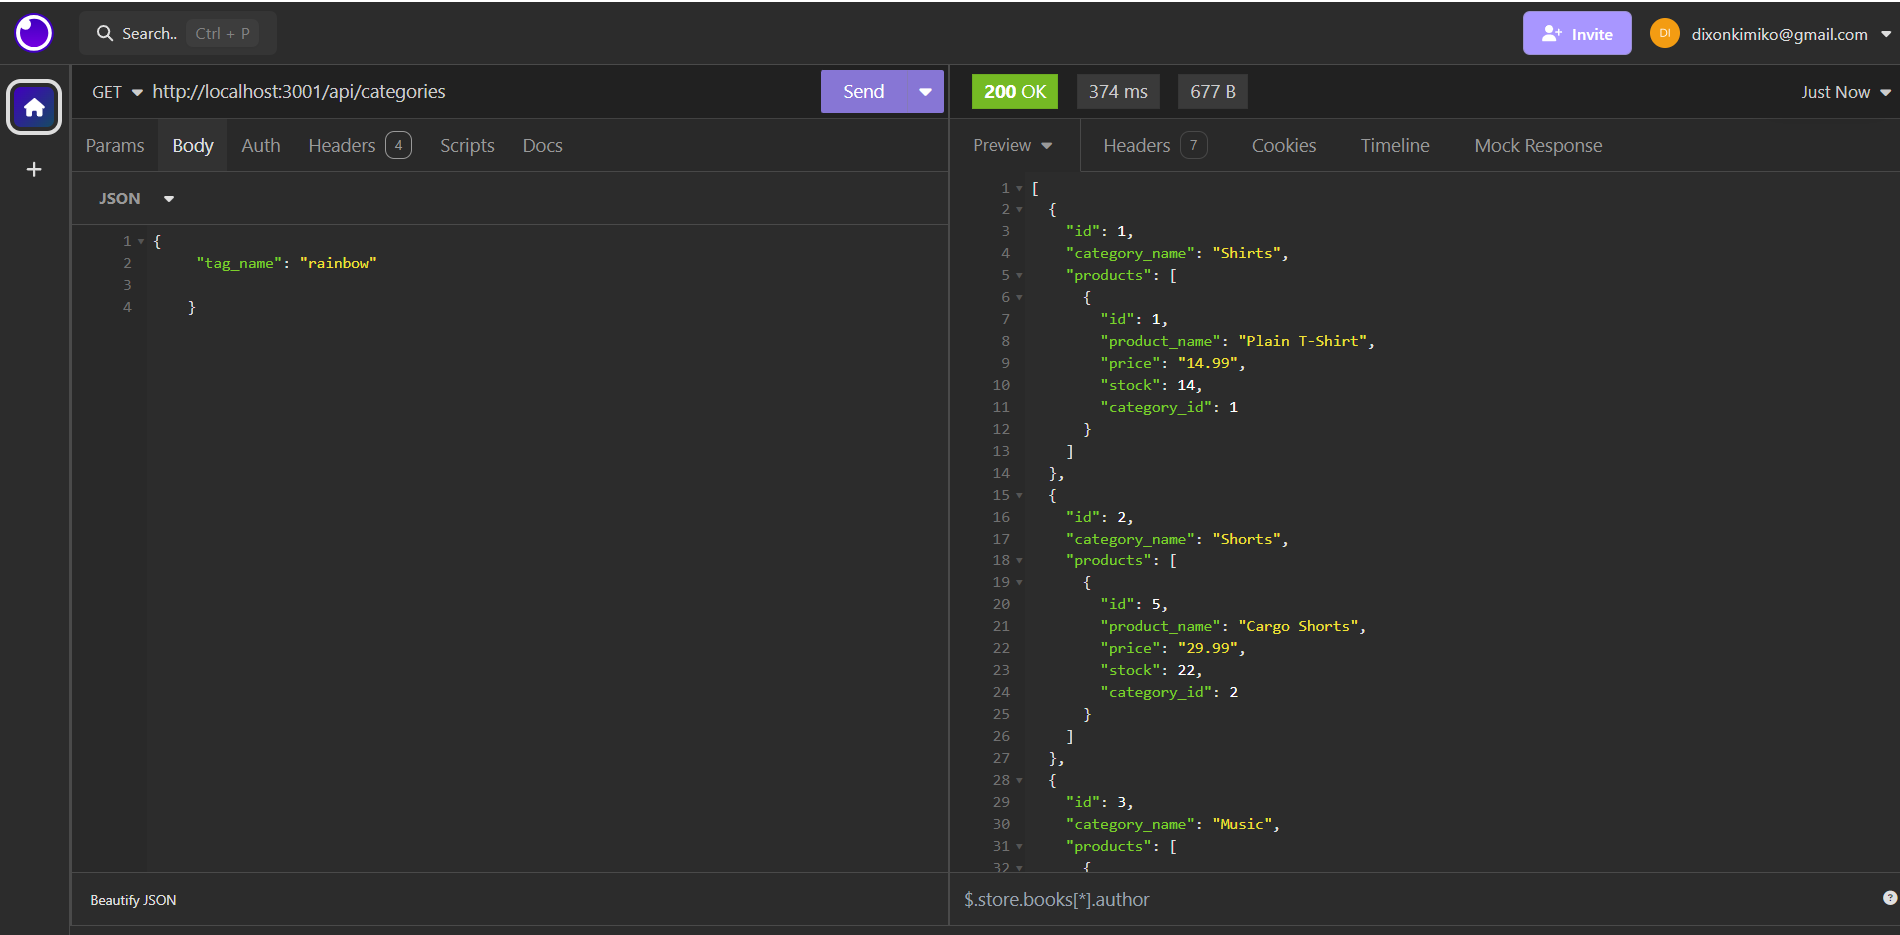 Search.. Ctrl + P
Invite DI dixonkimiko@gmail.com
GET http://localhost:3001/api/categories Send
200 OK 374 ms 677 B Just Now
Params Body Auth Headers 4 Scripts Docs
JSON
1 {
2 "tag_name": "rainbow"
3
4 }
Beautify JSON
Preview Headers 7 Cookies Timeline Mock Response
1 [
2 {
3 "id": 1,
4 "category_name": "Shirts",
5 "products": [
6 {
7 "id": 1,
8 "product_name": "Plain T-Shirt",
9 "price": "14.99",
10 "stock": 14,
11 "category_id": 1
12 }
13 ]
14 },
15 {
16 "id": 2,
17 "category_name": "Shorts",
18 "products": [
19 {
20 "id": 5,
21 "product_name": "Cargo Shorts",
22 "price": "29.99",
23 "stock": 22,
24 "category_id": 2
25 }
26 ]
27 },
28 {
29 "id": 3,
30 "category_name": "Music",
31 "products": [
32 {
$.store.books[*].author ?